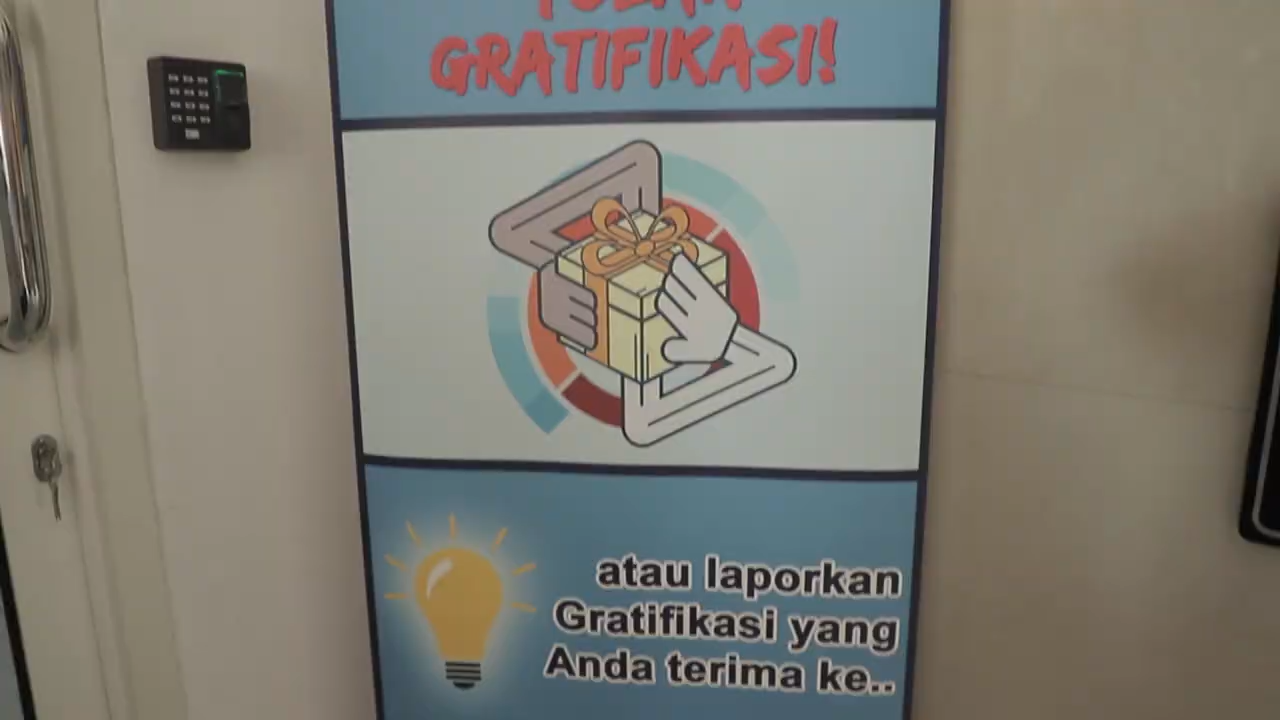 GRATIFIKASI!
atau laporkan
Gratifikasi yang
Anda terima ke..